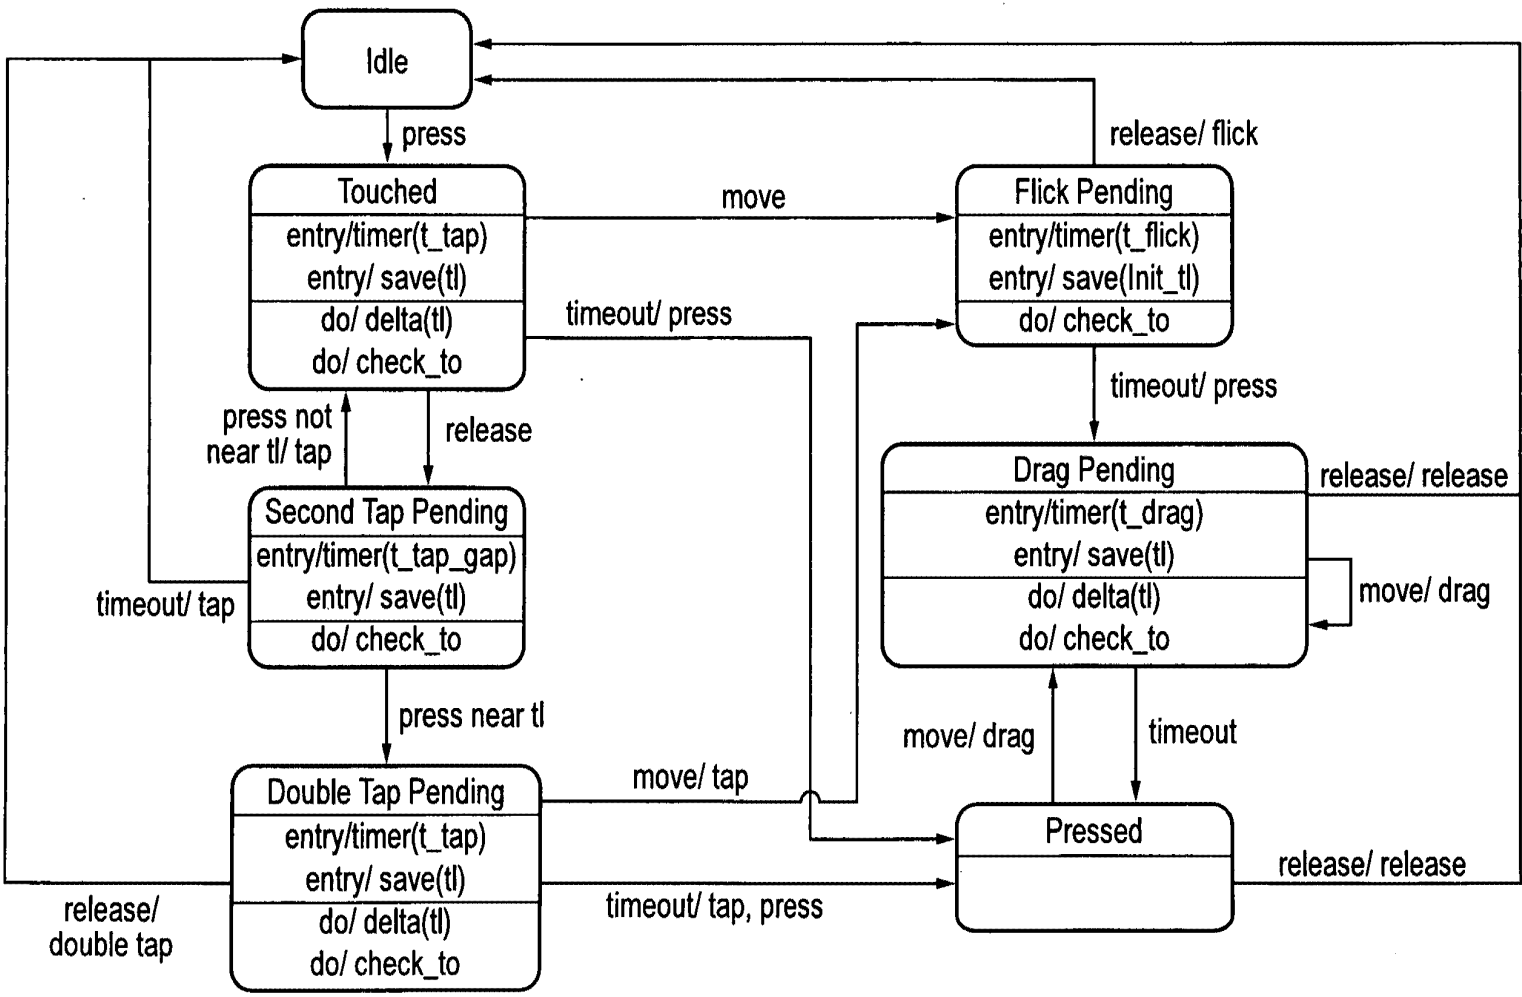 Idle
press
release/ flick
Touched
entry/timer(t_tap)
entry/ save(tl)
do/ delta(tl)
do/ check_to
move
Flick Pending
entry/timer(t_flick)
entry/ save(Init_tl)
do/ check_to
timeout/ press
timeout/ press
press not
near tl/ tap
release
Drag Pending
entry/timer(t_drag)
entry/ save(tl)
do/ delta(tl)
do/ check_to
release/ release
move/ drag
Second Tap Pending
entry/timer(t_tap_gap)
entry/ save(tl)
do/ check_to
timeout/ tap
press near tl
move/ drag
timeout
Double Tap Pending
entry/timer(t_tap)
entry/ save(tl)
do/ delta(tl)
do/ check_to
move/ tap
Pressed
release/ release
timeout/ tap, press
release/
double tap